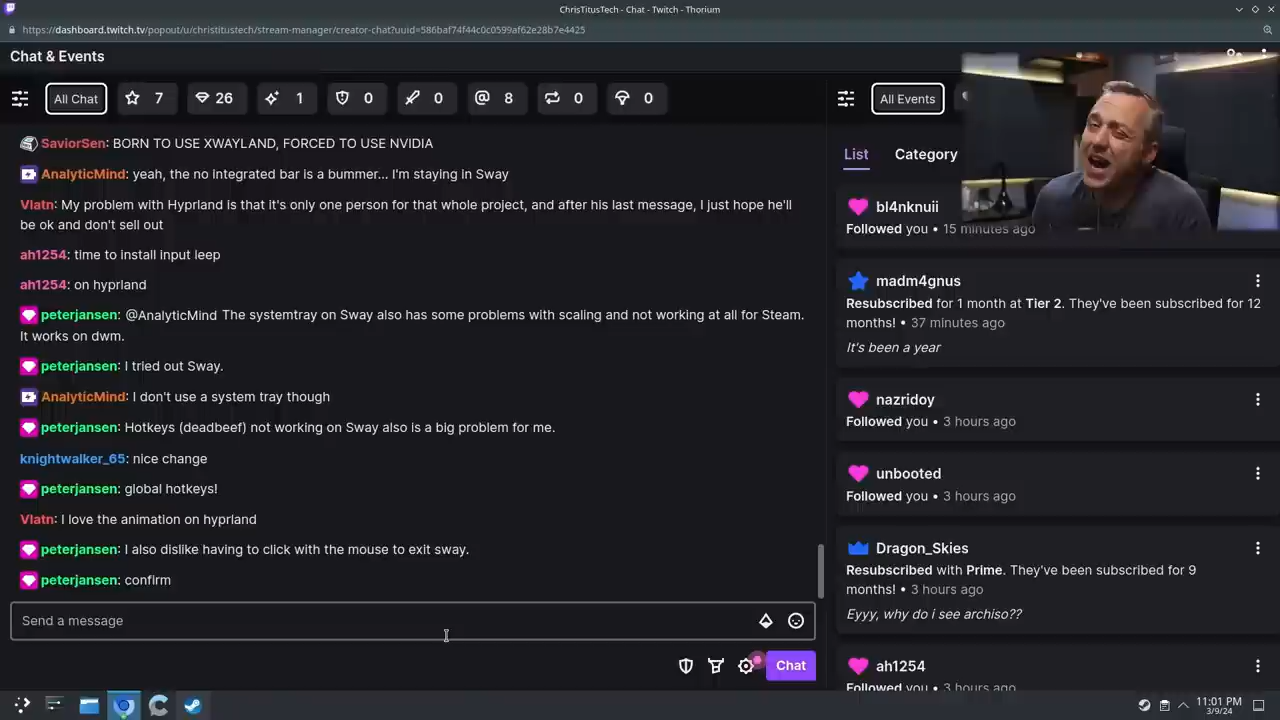 ChrisTitusTech - Chat - Twitch - Thorium
https://dashboard.twitch.tv/popout/u/christitustech/stream-manager/creator-chat?uuid=586baf74f44c0c0599af62e28b7e4425
Chat & Events
All Chat 7 26 1 0 0 8 0 0
SaviorSen: BORN TO USE XWAYLAND, FORCED TO USE NVIDIA
AnalyticMind: yeah, the no integrated bar is a bummer... I'm staying in Sway
Vlatn: My problem with Hyprland is that it's only one person for that whole project, and after his last message, I just hope he'll
be ok and don't sell out
ah1254: time to install input leep
ah1254: on hyprland
peterjansen: @AnalyticMind The systemtray on Sway also has some problems with scaling and not working at all for Steam.
It works on dwm.
peterjansen: I tried out Sway.
AnalyticMind: I don't use a system tray though
peterjansen: Hotkeys (deadbeef) not working on Sway also is a big problem for me.
knightwalker_65: nice change
peterjansen: global hotkeys!
Vlatn: I love the animation on hyprland
peterjansen: I also dislike having to click with the mouse to exit sway.
peterjansen: confirm
Send a message
Chat
All Events
List Category
bl4nknuii
Followed you • 15 minutes ago
madm4gnus
Resubscribed for 1 month at Tier 2. They've been subscribed for 12
months! • 37 minutes ago
It's been a year
nazridoy
Followed you • 3 hours ago
unbooted
Followed you • 3 hours ago
Dragon_Skies
Resubscribed with Prime. They've been subscribed for 9
months! • 3 hours ago
Eyyy, why do i see archiso??
ah1254
Followed you • 3 hours ago
11:01 PM
3/9/24